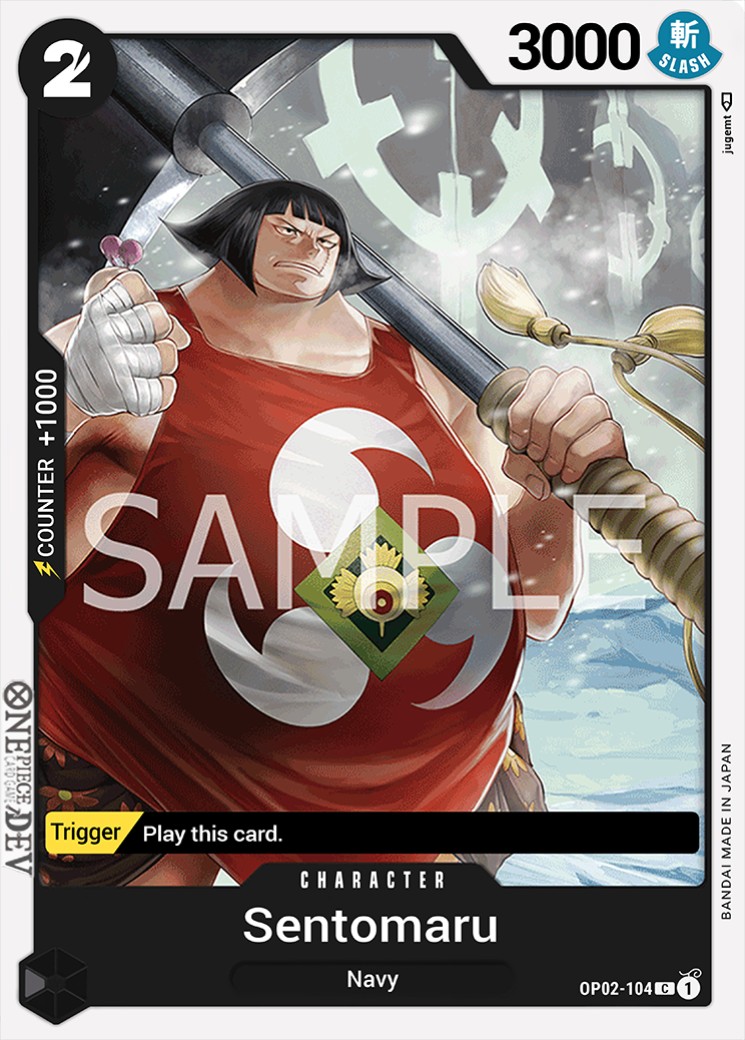 2
3000
斬
SLASH
jugemt
COUNTER +1000
SAMPLE
ONE PIECE
CARD GAME
/DEV
BANDAI MADE IN JAPAN
Trigger Play this card.
CHARACTER
Sentomaru
Navy
OP02-104 C 1